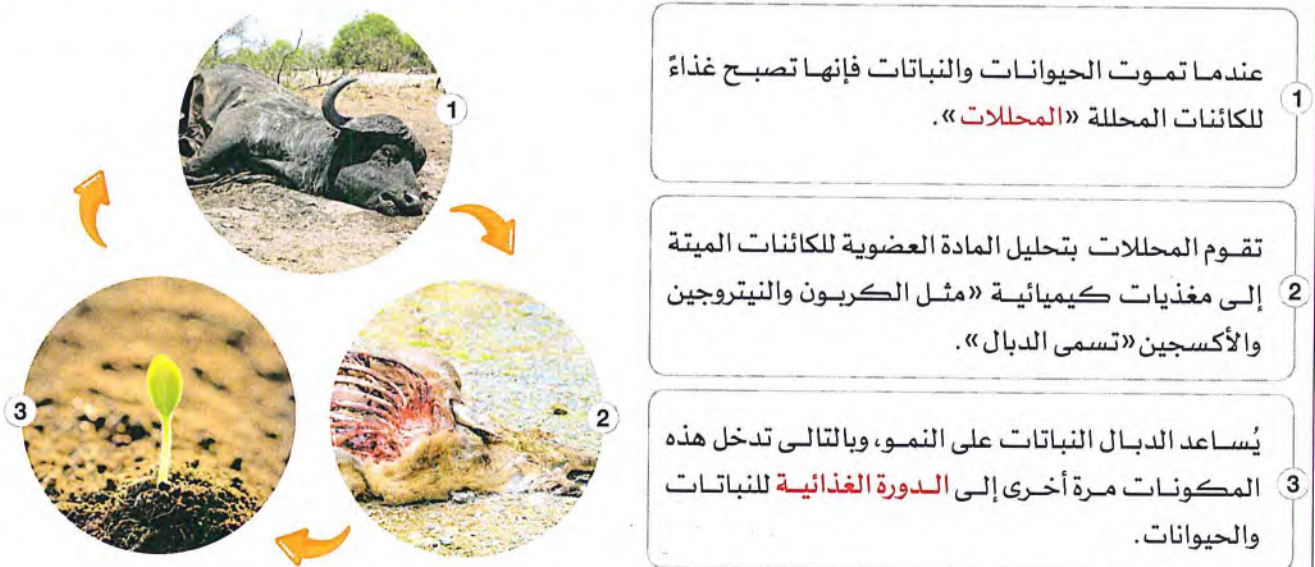 عندما تموت الحيوانات والنباتات فإنها تصبح غذاءً
للكائنات المحللة «المحللات».
1
تقوم المحللات بتحليل المادة العضوية للكائنات الميتة
إلى مغذيات كيميائية «مثل الكربون والنيتروجين
والأكسجين«تسمى الدبال».
2
يُساعد الدبال النباتات على النمو، وبالتالى تدخل هذه
المكونات مرة أخرى إلى الدورة الغذائية للنباتات
والحيوانات.
3
1
2
3